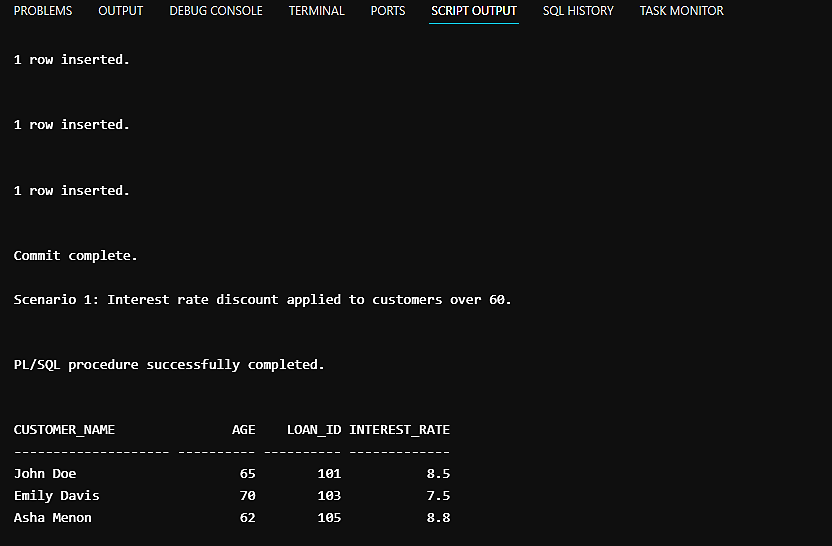 PROBLEMS OUTPUT DEBUG CONSOLE TERMINAL PORTS SCRIPT OUTPUT SQL HISTORY TASK MONITOR
1 row inserted.
1 row inserted.
1 row inserted.
Commit complete.
Scenario 1: Interest rate discount applied to customers over 60.
PL/SQL procedure successfully completed.
CUSTOMER_NAME               AGE    LOAN_ID INTEREST_RATE
-------------------- ---------- ---------- -------------
John Doe                     65        101           8.5
Emily Davis                  70        103           7.5
Asha Menon                   62        105           8.8